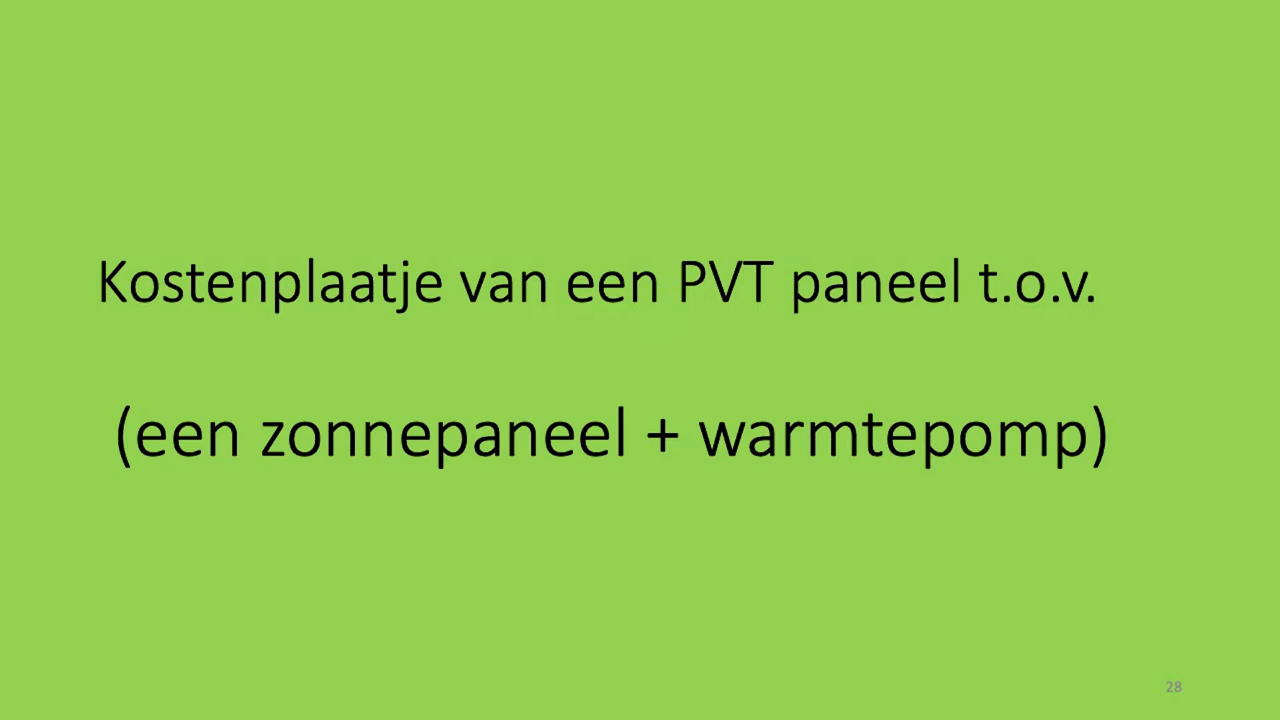 Kostenplaatje van een PVT paneel t.o.v.
(een zonnepaneel + warmtepomp)
28